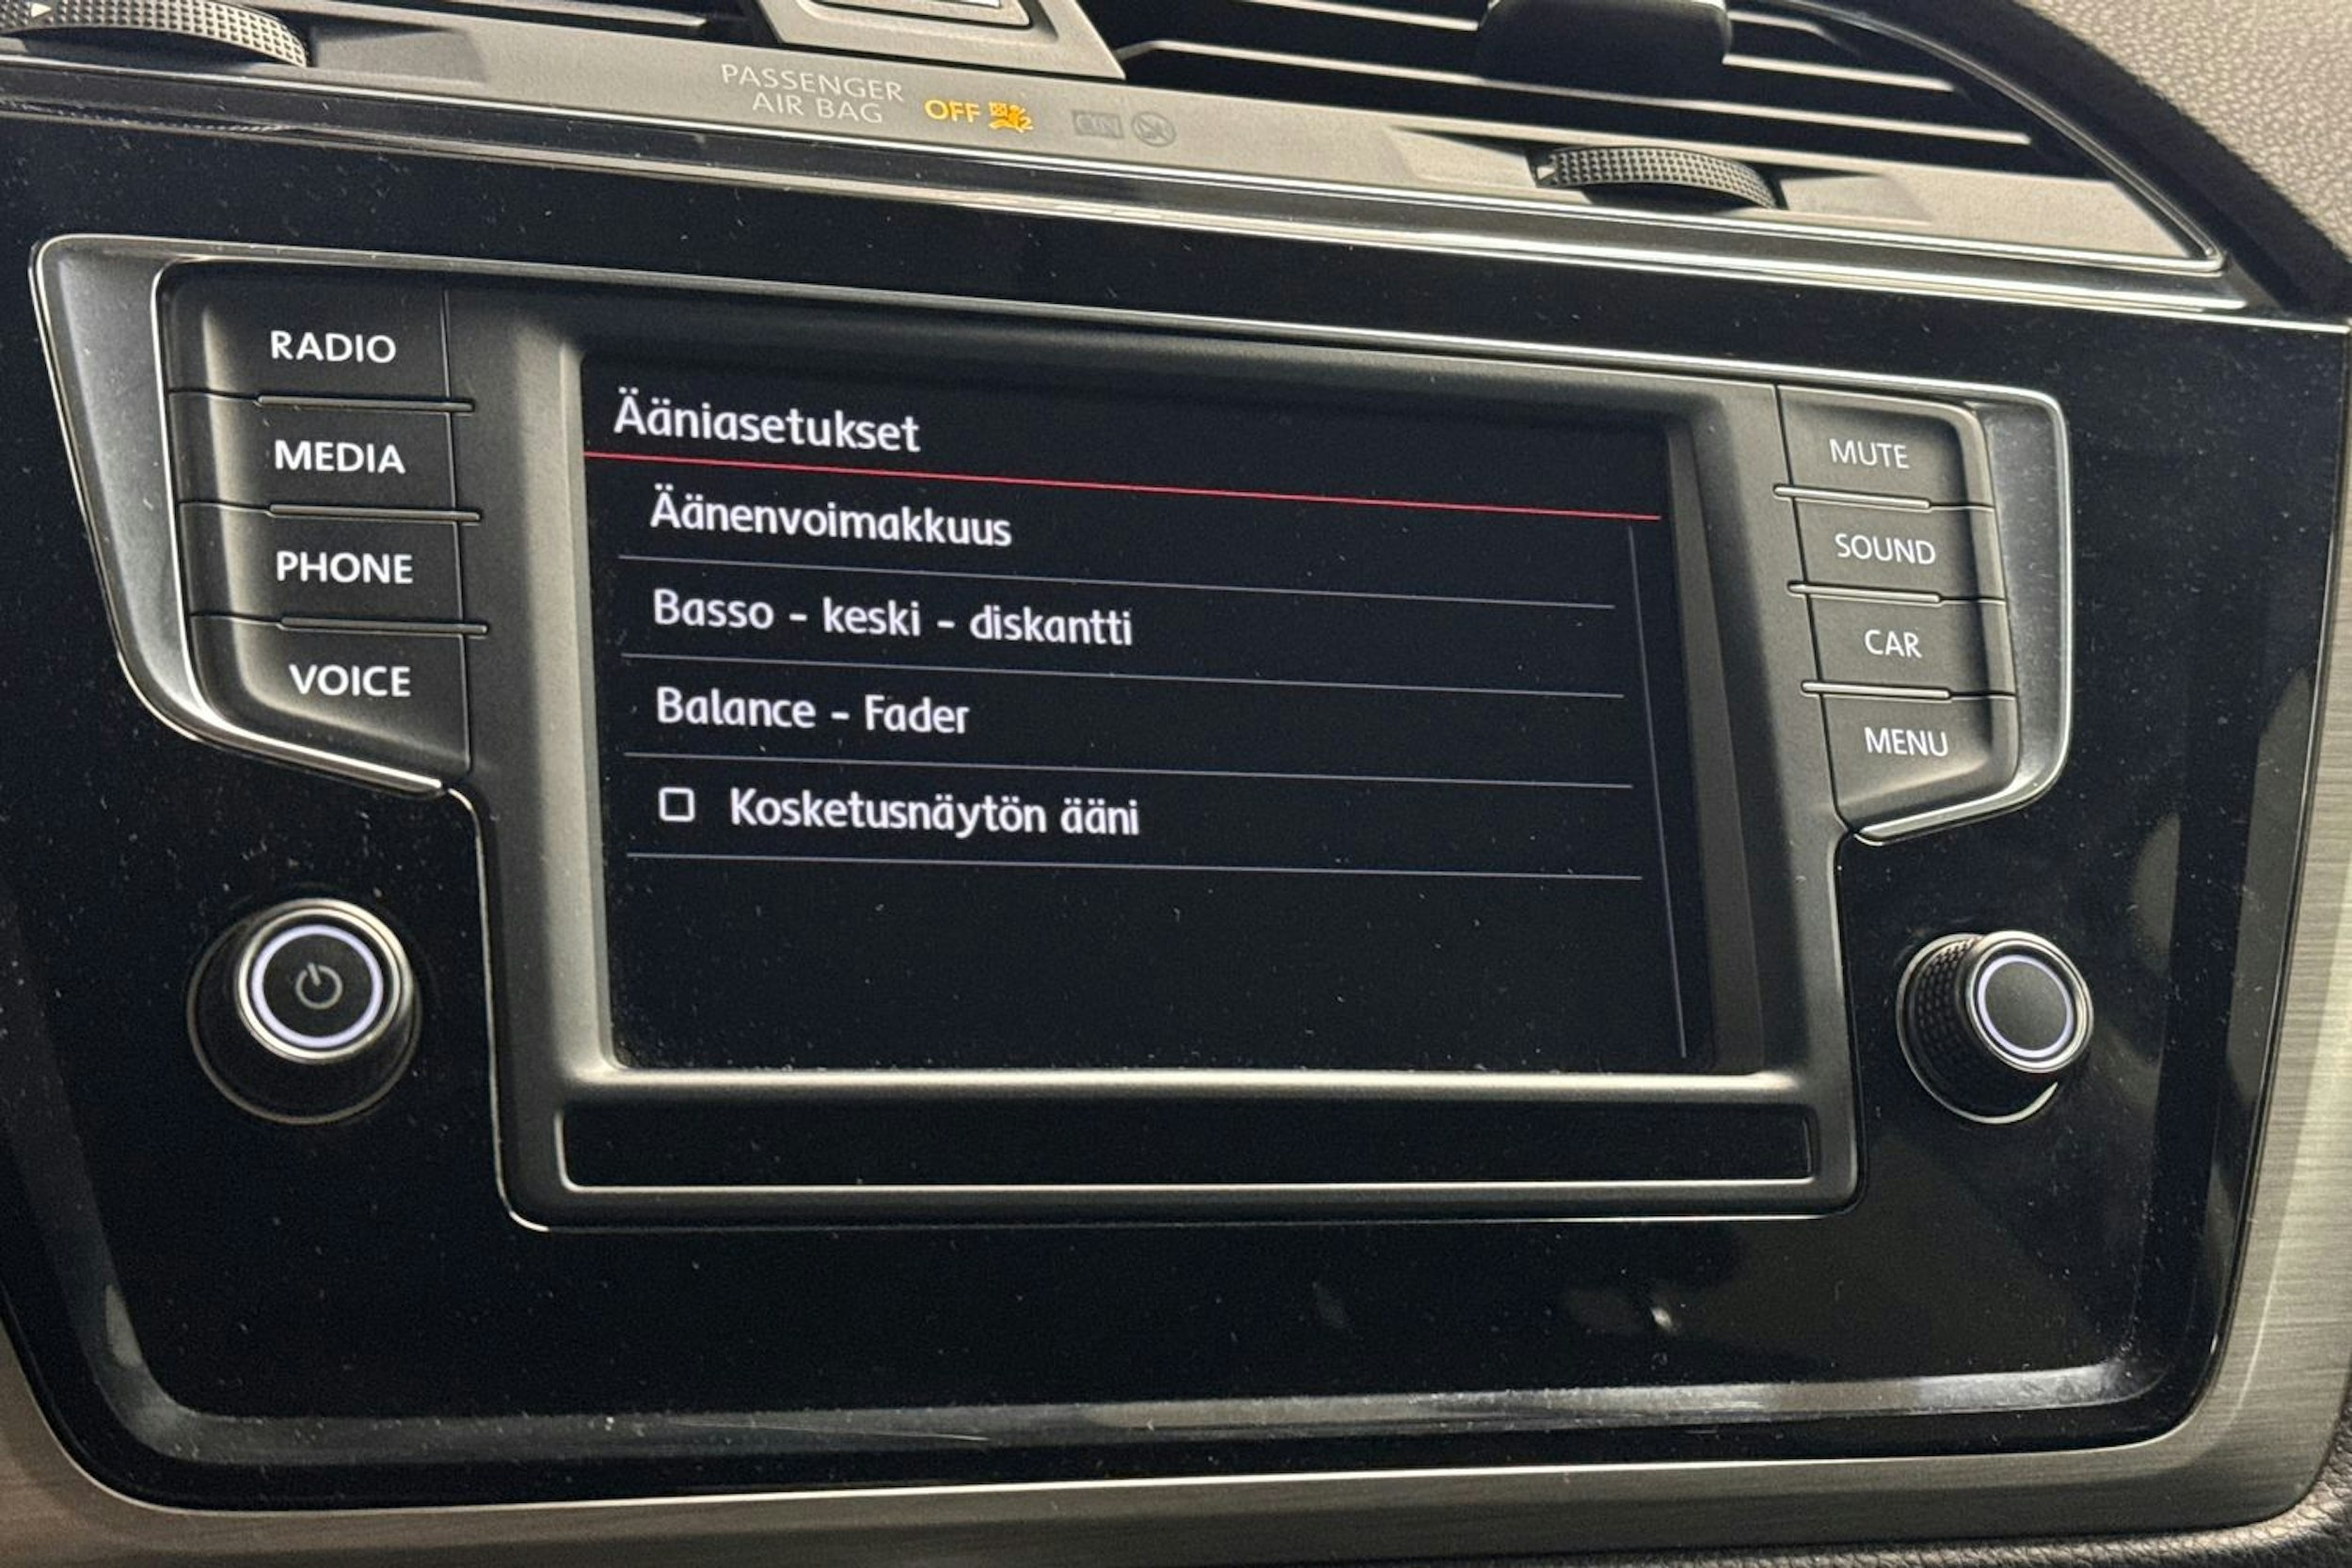 PASSENGER
AIR BAG OFF
RADIO
MEDIA
PHONE
VOICE
Ääniasetukset
Äänenvoimakkuus
Basso - keski - diskantti
Balance - Fader
Kosketusnäytön ääni
MUTE
SOUND
CAR
MENU